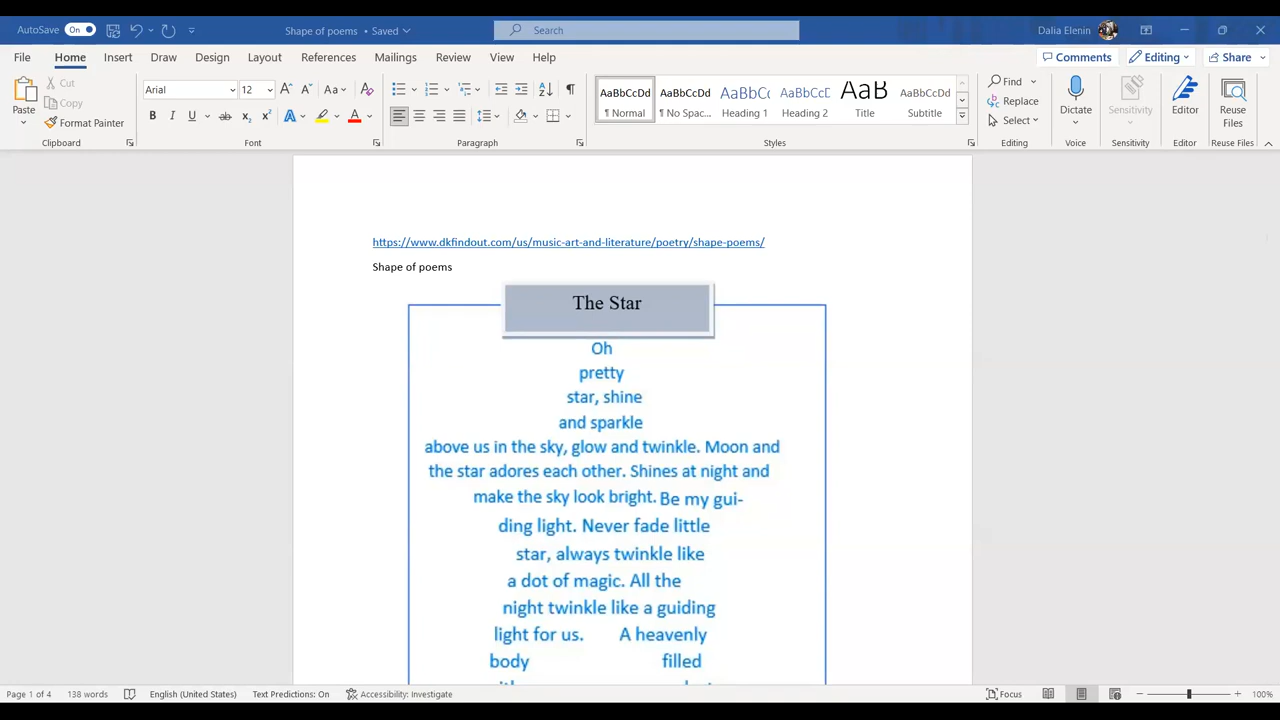 AutoSave On Shape of poems • Saved Search Dalia Elenin
File Home Insert Draw Design Layout References Mailings Review View Help Comments Editing Share
Paste Cut Copy Format Painter
Clipboard
Arial 12 Aa
B I U ab x2 x2 A A
Font
Paragraph
AaBbCcDd ¶ Normal
AaBbCcDd ¶ No Spac...
AaBbCc Heading 1
AaBbCcD Heading 2
AaB Title
AaBbCcDd Subtitle
Styles
Find
Replace
Select
Editing
Dictate
Voice
Sensitivity
Sensitivity
Editor
Editor
Reuse Files
Reuse Files
https://www.dkfindout.com/us/music-art-and-literature/poetry/shape-poems/
Shape of poems
The Star
Oh
pretty
star, shine
and sparkle
above us in the sky, glow and twinkle. Moon and
the star adores each other. Shines at night and
make the sky look bright. Be my gui-
ding light. Never fade little
star, always twinkle like
a dot of magic. All the
night twinkle like a guiding
light for us. A heavenly
body filled
Page 1 of 4 138 words English (United States) Text Predictions: On Accessibility: Investigate Focus 100%